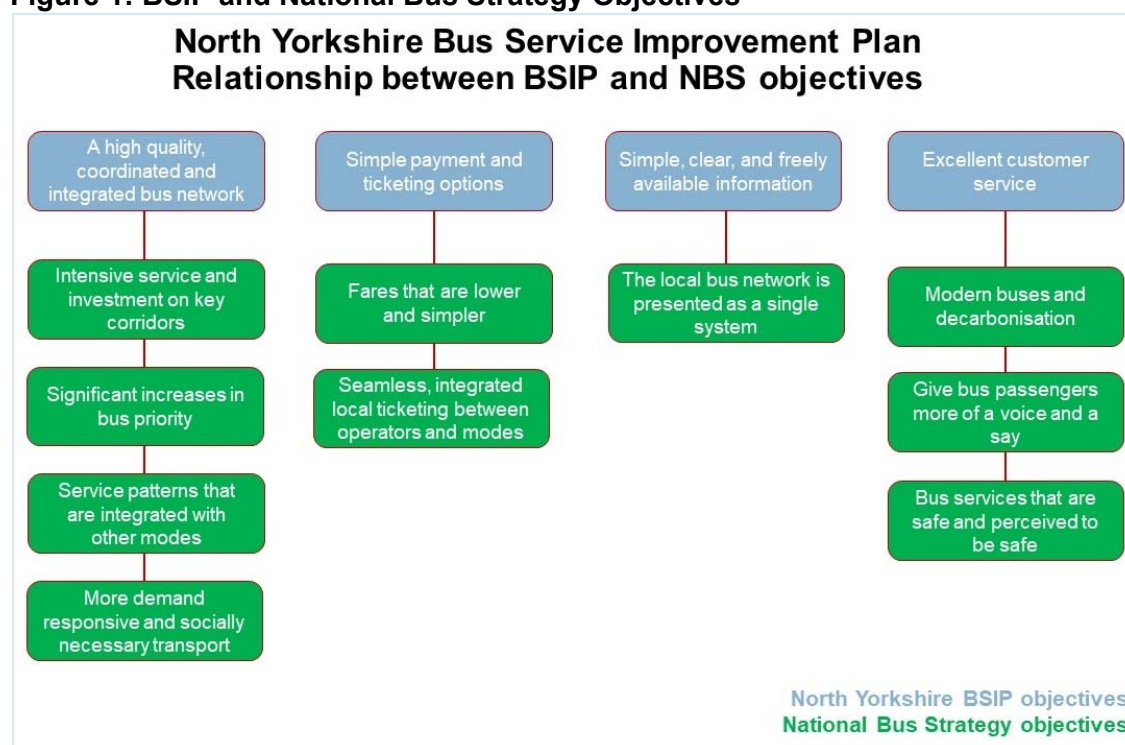 Figure 1: BSIP and National Bus Strategy Objectives
North Yorkshire Bus Service Improvement Plan
Relationship between BSIP and NBS objectives
A high quality,
coordinated and
integrated bus network
Intensive service and
investment on key
corridors
Significant increases in
bus priority
Service patterns that
are integrated with
other modes
More demand
responsive and socially
necessary transport
Simple payment and
ticketing options
Fares that are lower
and simpler
Seamless, integrated
local ticketing between
operators and modes
Simple, clear, and freely
available information
The local bus network is
presented as a single
system
Excellent customer
service
Modern buses and
decarbonisation
Give bus passengers
more of a voice and a
say
Bus services that are
safe and perceived to
be safe
North Yorkshire BSIP objectives
National Bus Strategy objectives